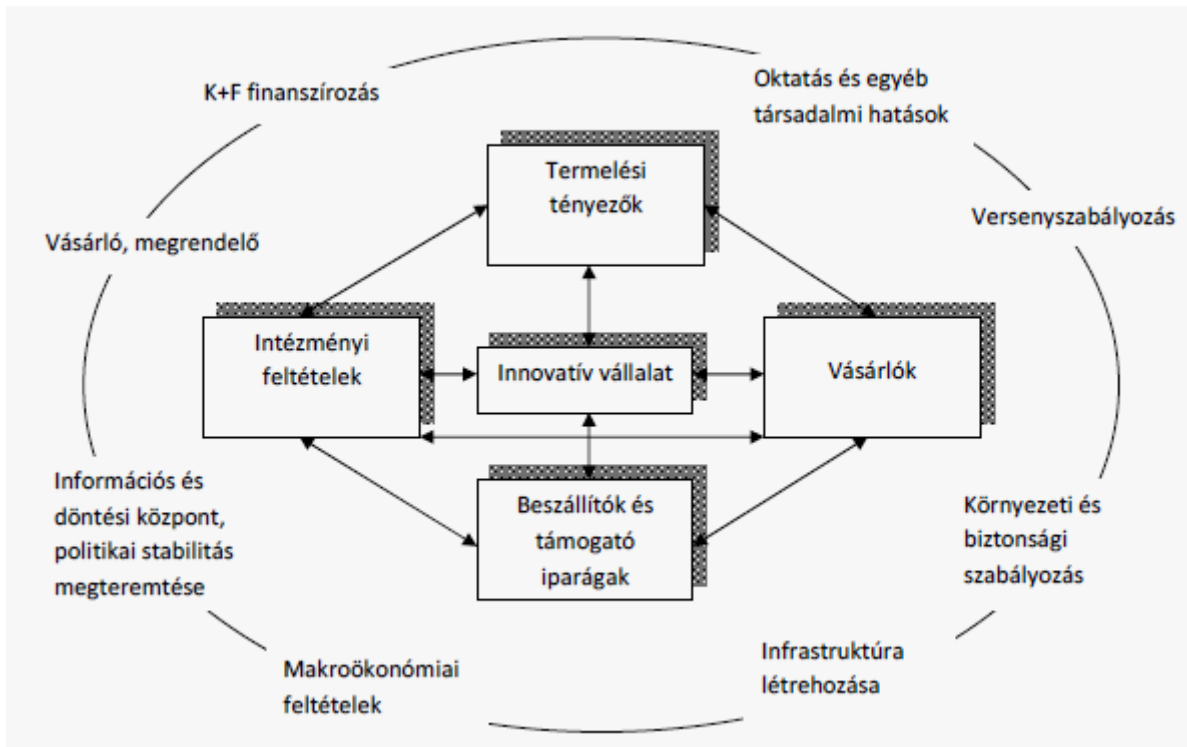 K+F finanszírozás
Oktatás és egyéb
társadalmi hatások
Termelési
tényezők
Vásárló, megrendelő
Versenyszabályozás
Intézményi
feltételek
Innovatív vállalat
Vásárlók
Információs és
döntési központ,
politikai stabilitás
megteremtése
Beszállítók és
támogató
iparágak
Környezeti és
biztonsági
szabályozás
Makroökonómiai
feltételek
Infrastruktúra
létrehozása